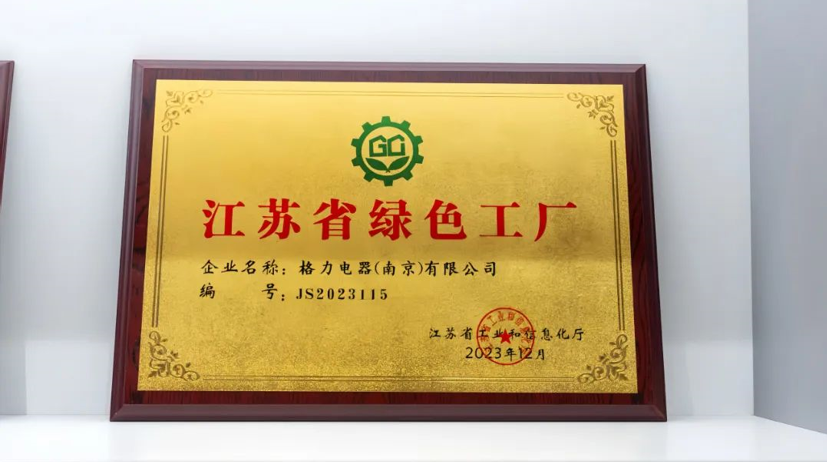 江苏省绿色工厂
企业名称：格力电器(南京)有限公司
编号：JS2023115
江苏省工业和信息化厅
2023年12月